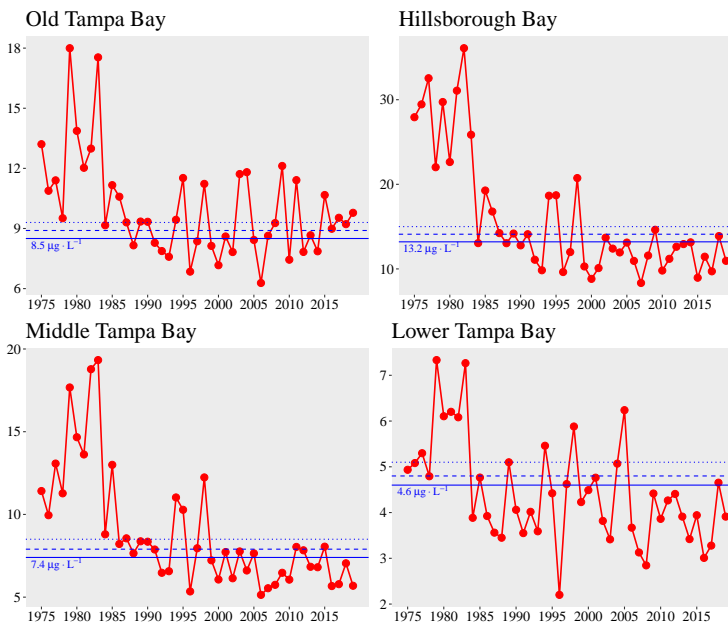 Old Tampa Bay
18
15
12
9
6
8.5 µg · L⁻¹
1975 1980 1985 1990 1995 2000 2005 2010 2015
Hillsborough Bay
30
20
10
13.2 µg · L⁻¹
1975 1980 1985 1990 1995 2000 2005 2010 2015
Middle Tampa Bay
20
15
10
5
7.4 µg · L⁻¹
1975 1980 1985 1990 1995 2000 2005 2010 2015
Lower Tampa Bay
7
6
5
4
3
2
4.6 µg · L⁻¹
1975 1980 1985 1990 1995 2000 2005 2010 2015